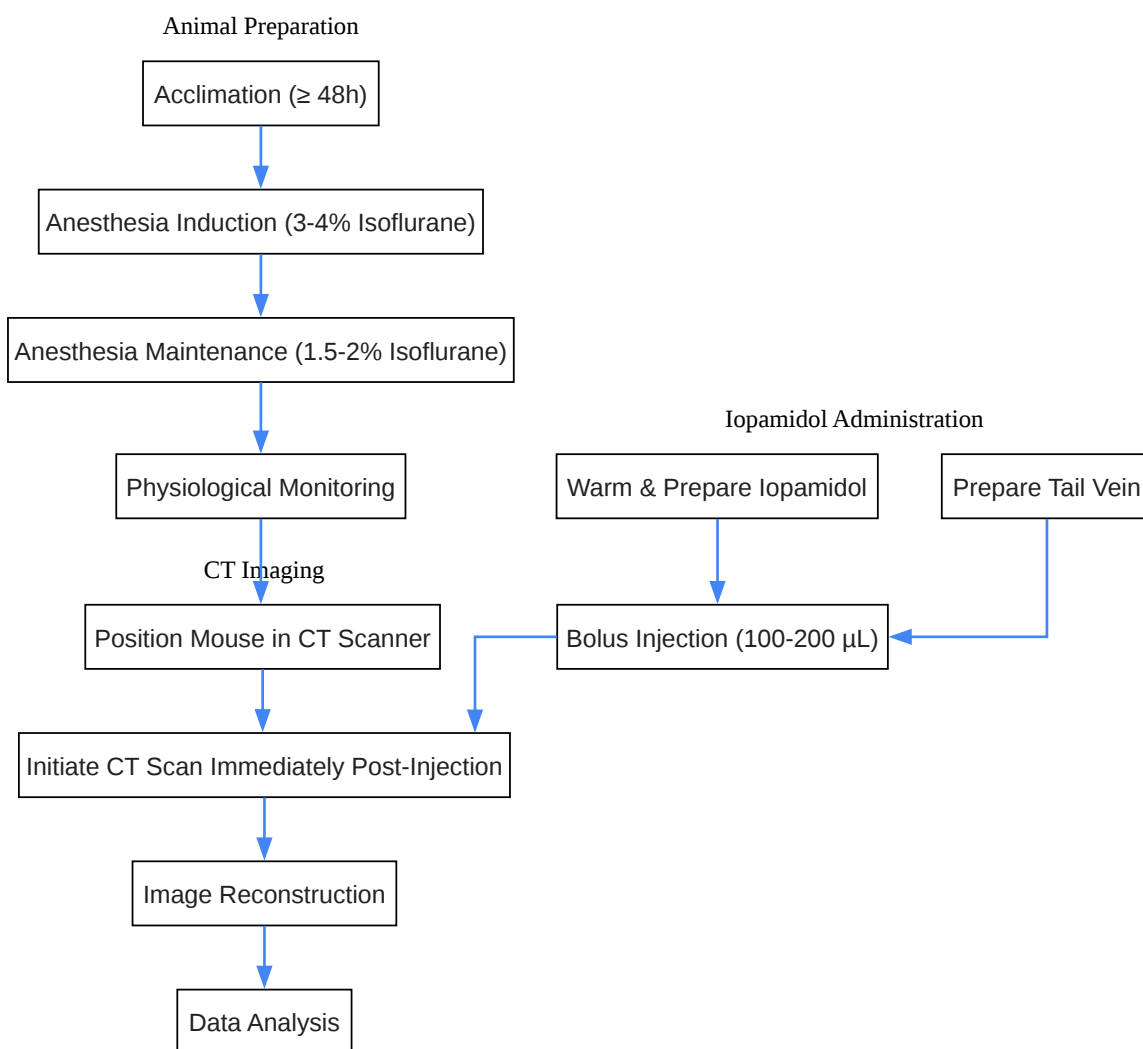 Animal Preparation
Acclimation (≥ 48h)
Anesthesia Induction (3-4% Isoflurane)
Anesthesia Maintenance (1.5-2% Isoflurane)
Iopamidol Administration
Physiological Monitoring
Warm & Prepare Iopamidol
Prepare Tail Vein
CT Imaging
Position Mouse in CT Scanner
Bolus Injection (100-200 µL)
Initiate CT Scan Immediately Post-Injection
Image Reconstruction
Data Analysis